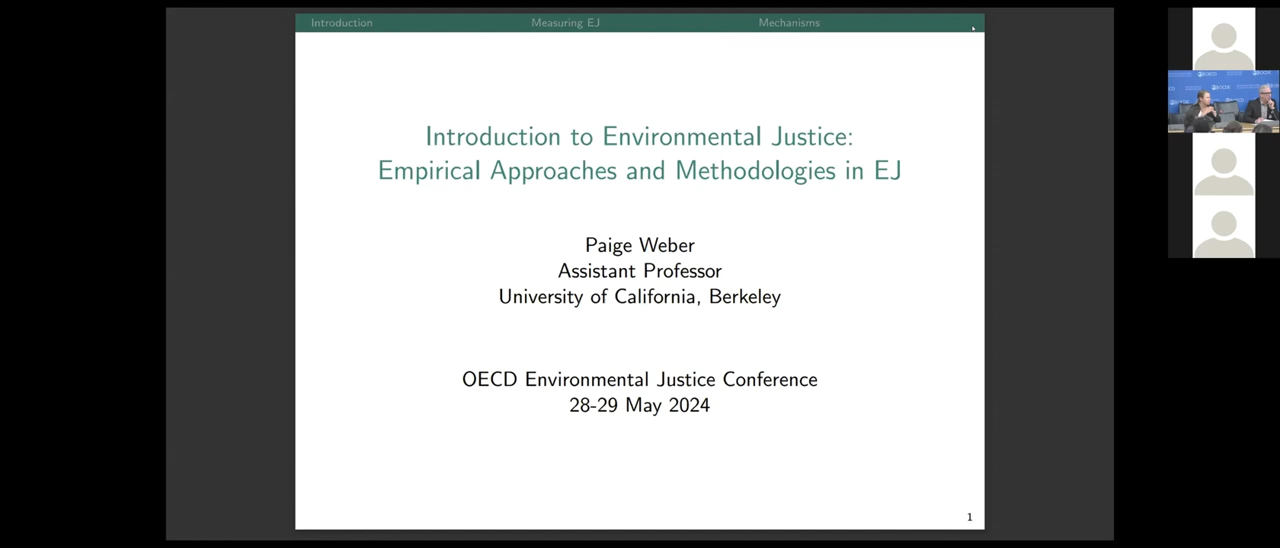 Introduction
Measuring EJ
Mechanisms
Introduction to Environmental Justice:
Empirical Approaches and Methodologies in EJ
Paige Weber
Assistant Professor
University of California, Berkeley
OECD Environmental Justice Conference
28-29 May 2024
1